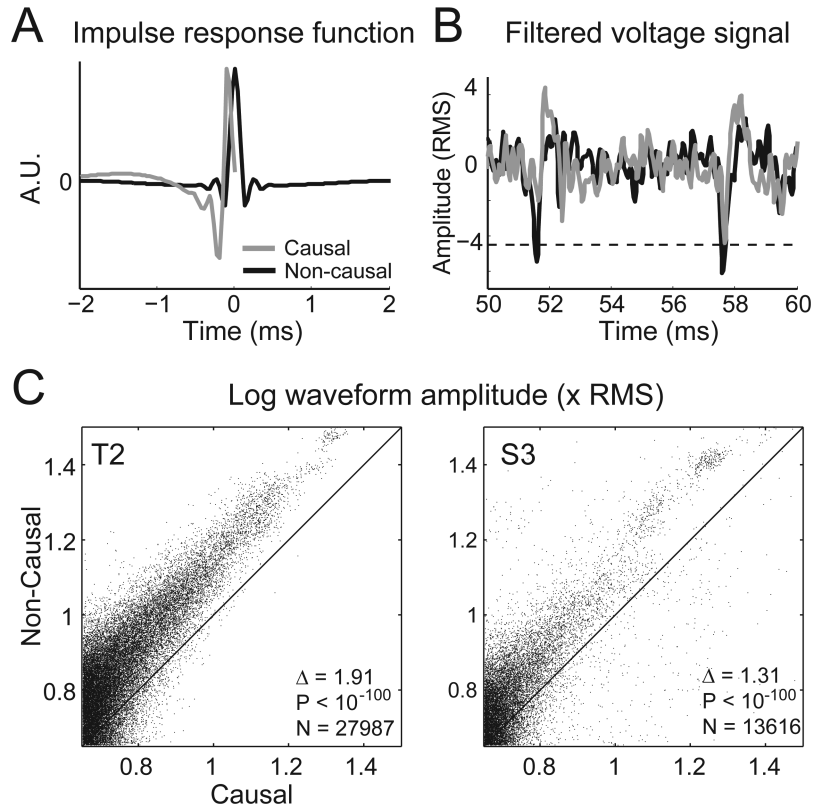 A Impulse response function
A.U.
0
Causal
Non-causal
−2 −1 0 1 2
Time (ms)
B Filtered voltage signal
Amplitude (RMS)
4
0
−4
50 52 54 56 58 60
Time (ms)
C Log waveform amplitude (x RMS)
Non-Causal
T2
1.4
1.2
1
0.8
Δ = 1.91
P < 10⁻¹⁰⁰
N = 27987
0.8 1 1.2 1.4
Causal
S3
1.4
1.2
1
0.8
Δ = 1.31
P < 10⁻¹⁰⁰
N = 13616
0.8 1 1.2 1.4